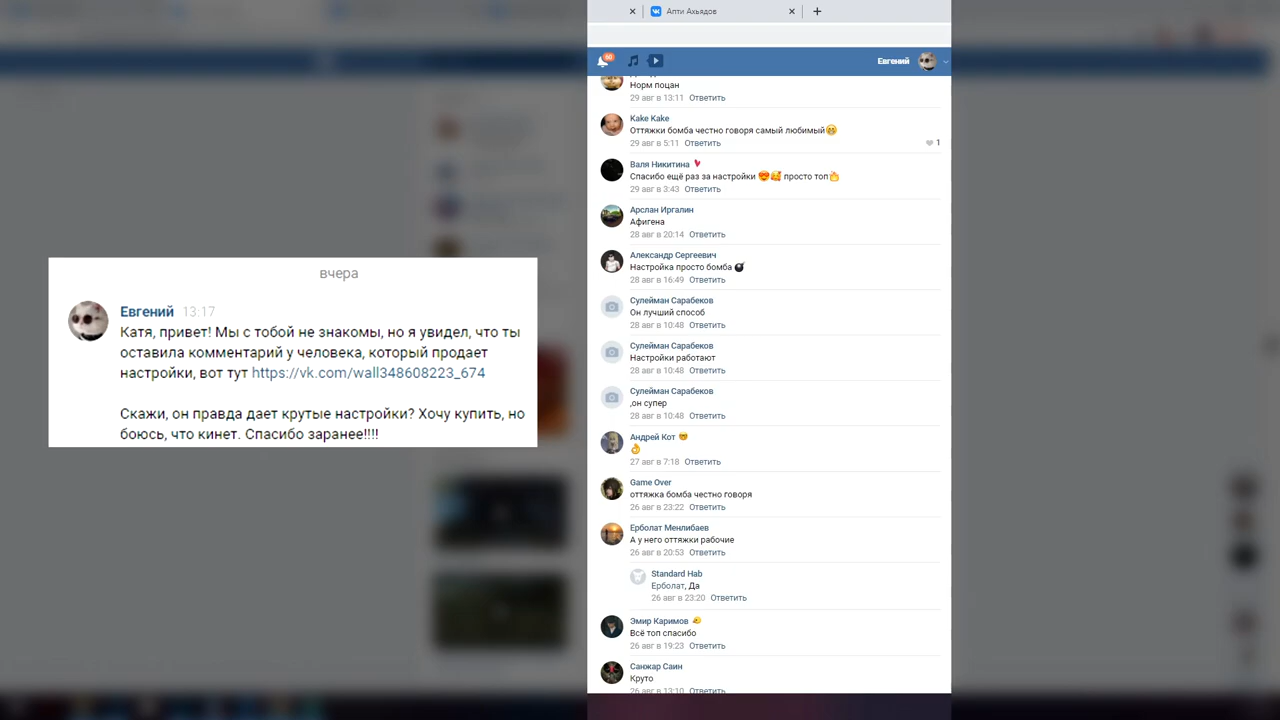 вчера
Евгений 13:17
Катя, привет! Мы с тобой не знакомы, но я увидел, что ты
оставила комментарий у человека, который продает
настройки, вот тут https://vk.com/wall348608223_674
Скажи, он правда дает крутые настройки? Хочу купить, но
боюсь, что кинет. Спасибо заранее!!!!
Апти Ахьядов
60
Евгений
Норм поцан
29 авг в 13:11 Ответить
Kake Kake
Оттяжки бомба честно говоря самый любимый😁
29 авг в 5:11 Ответить
1
Валя Никитина
Спасибо ещё раз за настройки 😍🥰 просто топ👍
29 авг в 3:43 Ответить
Арслан Иргалин
Афигена
28 авг в 20:14 Ответить
Александр Сергеевич
Настройка просто бомба 💣
28 авг в 16:49 Ответить
Сулейман Сарабеков
Он лучший способ
28 авг в 10:48 Ответить
Сулейман Сарабеков
Настройки работают
28 авг в 10:48 Ответить
Сулейман Сарабеков
,он супер
28 авг в 10:48 Ответить
Андрей Кот
👌
27 авг в 7:18 Ответить
Game Over
оттяжка бомба честно говоря
26 авг в 23:22 Ответить
Ерболат Менлибаев
А у него оттяжки рабочие
26 авг в 20:53 Ответить
Standard Hab
Ерболат, Да
26 авг в 23:20 Ответить
Эмир Каримов
Всё топ спасибо
26 авг в 19:23 Ответить
Санжар Саин
Круто
26 авг в 13:10 Ответить